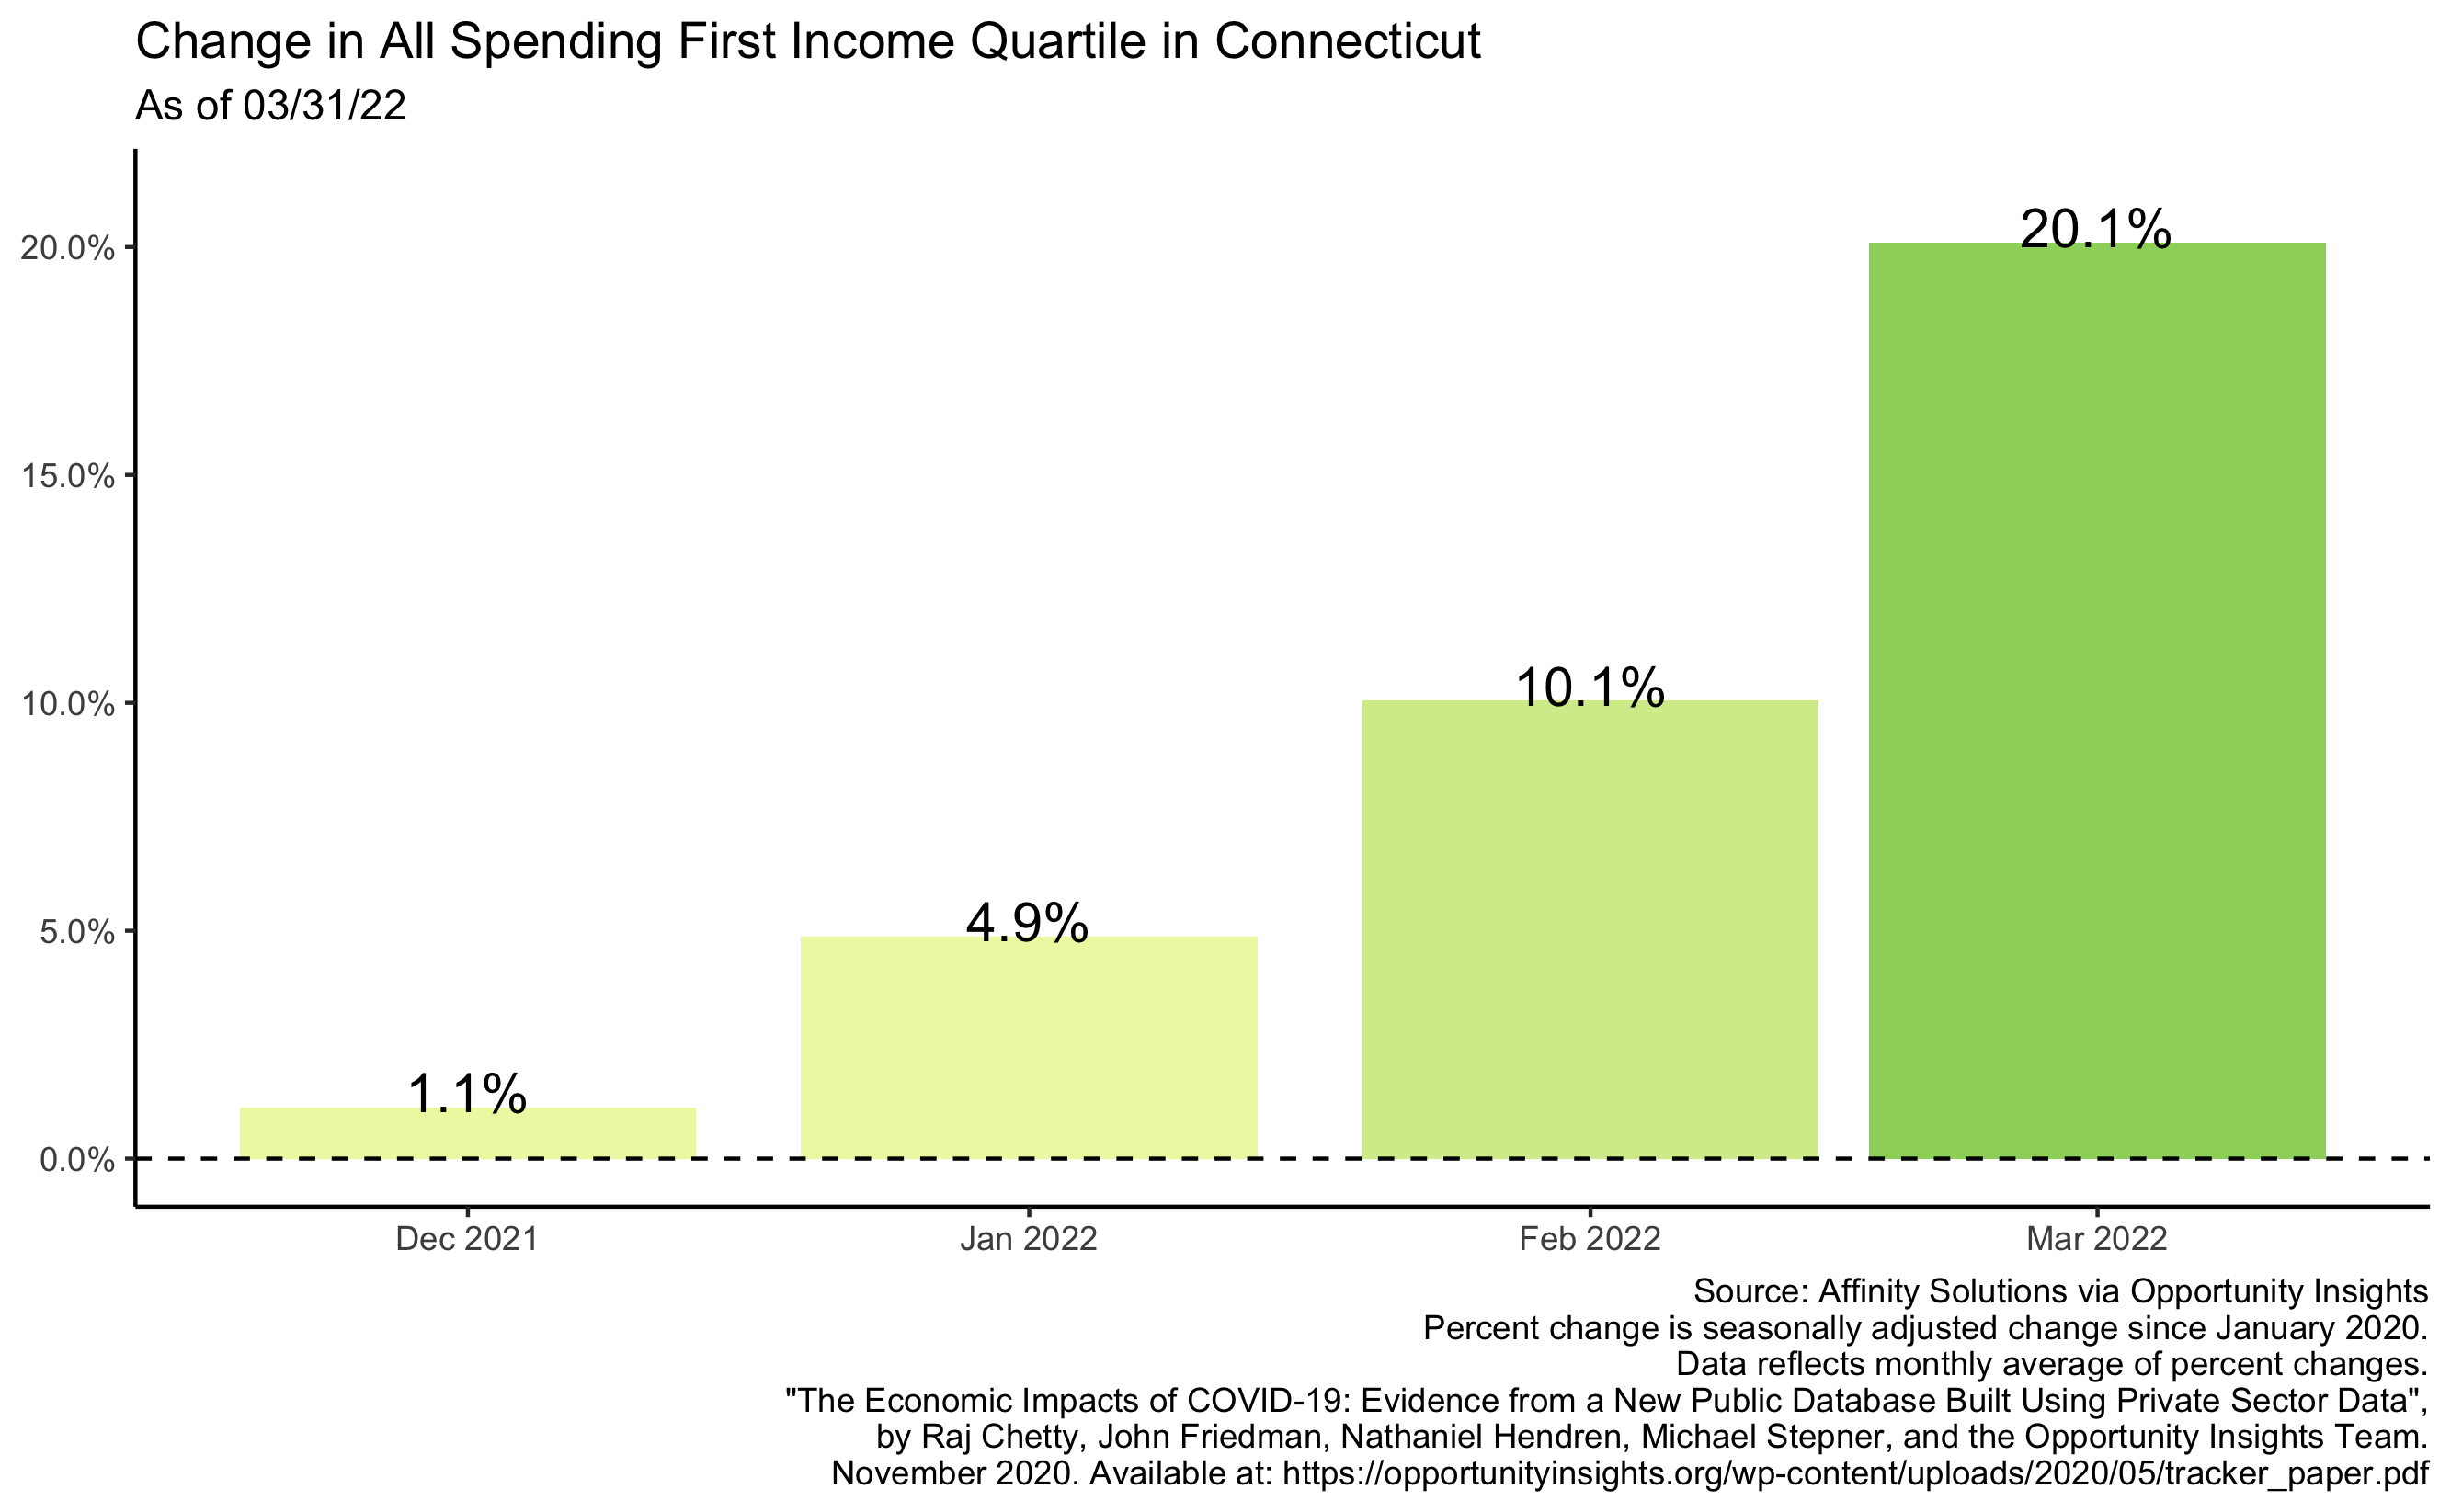 Change in All Spending First Income Quartile in Connecticut
As of 03/31/22
20.0%
15.0%
10.0%
5.0%
0.0%
1.1%
4.9%
10.1%
20.1%
Dec 2021
Jan 2022
Feb 2022
Mar 2022
Source: Affinity Solutions via Opportunity Insights
Percent change is seasonally adjusted change since January 2020.
Data reflects monthly average of percent changes.
"The Economic Impacts of COVID-19: Evidence from a New Public Database Built Using Private Sector Data",
by Raj Chetty, John Friedman, Nathaniel Hendren, Michael Stepner, and the Opportunity Insights Team.
November 2020. Available at: https://opportunityinsights.org/wp-content/uploads/2020/05/tracker_paper.pdf